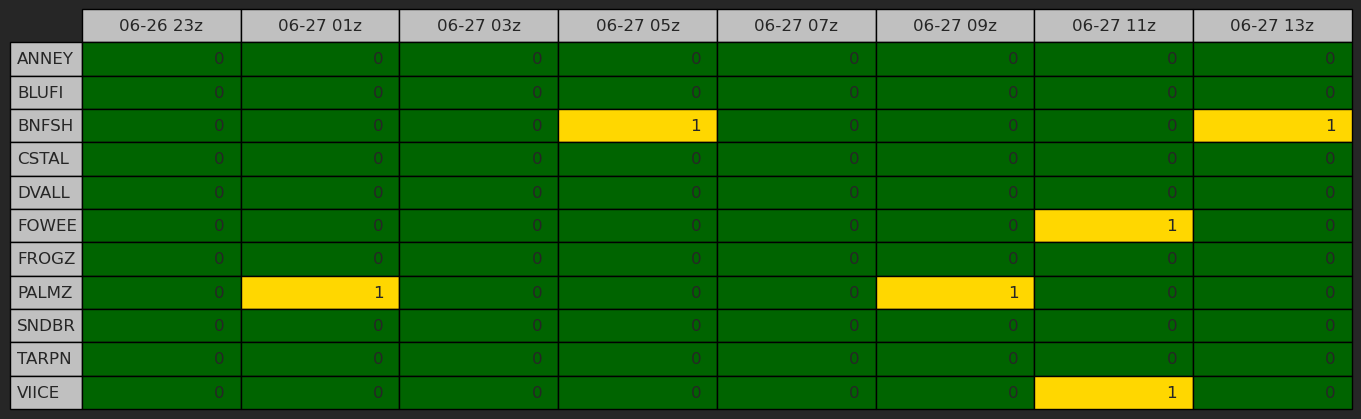 06-26 23z 06-27 01z 06-27 03z 06-27 05z 06-27 07z 06-27 09z 06-27 11z 06-27 13z
ANNEY 0 0 0 0 0 0 0 0
BLUFI 0 0 0 0 0 0 0 0
BNFSH 0 0 0 1 0 0 0 1
CSTAL 0 0 0 0 0 0 0 0
DVALL 0 0 0 0 0 0 0 0
FOWEE 0 0 0 0 0 0 1 0
FROGZ 0 0 0 0 0 0 0 0
PALMZ 0 1 0 0 0 1 0 0
SNDBR 0 0 0 0 0 0 0 0
TARPN 0 0 0 0 0 0 0 0
VIICE 0 0 0 0 0 0 1 0